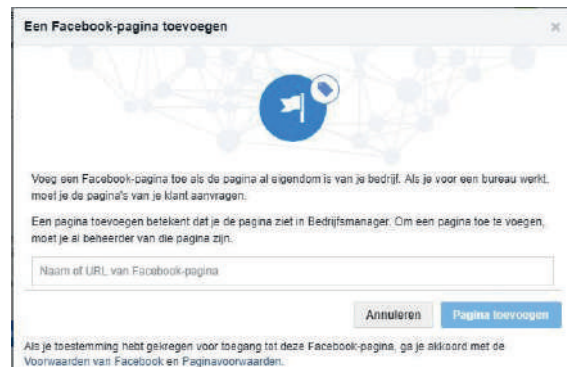 Een Facebook-pagina toevoegen
Voeg een Facebook-pagina toe als de pagina al eigendom is van je bedrijf. Als je voor een bureau werkt,
moet je de pagina's van je klant aanvragen.
Een pagina toevoegen betekent dat je de pagina ziet in Bedrijfsmanager. Om een pagina toe te voegen,
moet je al beheerder van die pagina zijn.
Naam of URL van Facebook-pagina
Annuleren Pagina toevoegen
Als je toestemming hebt gekregen voor toegang tot deze Facebook-pagina, ga je akkoord met de
Voorwaarden van Facebook en Paginavoorwaarden.